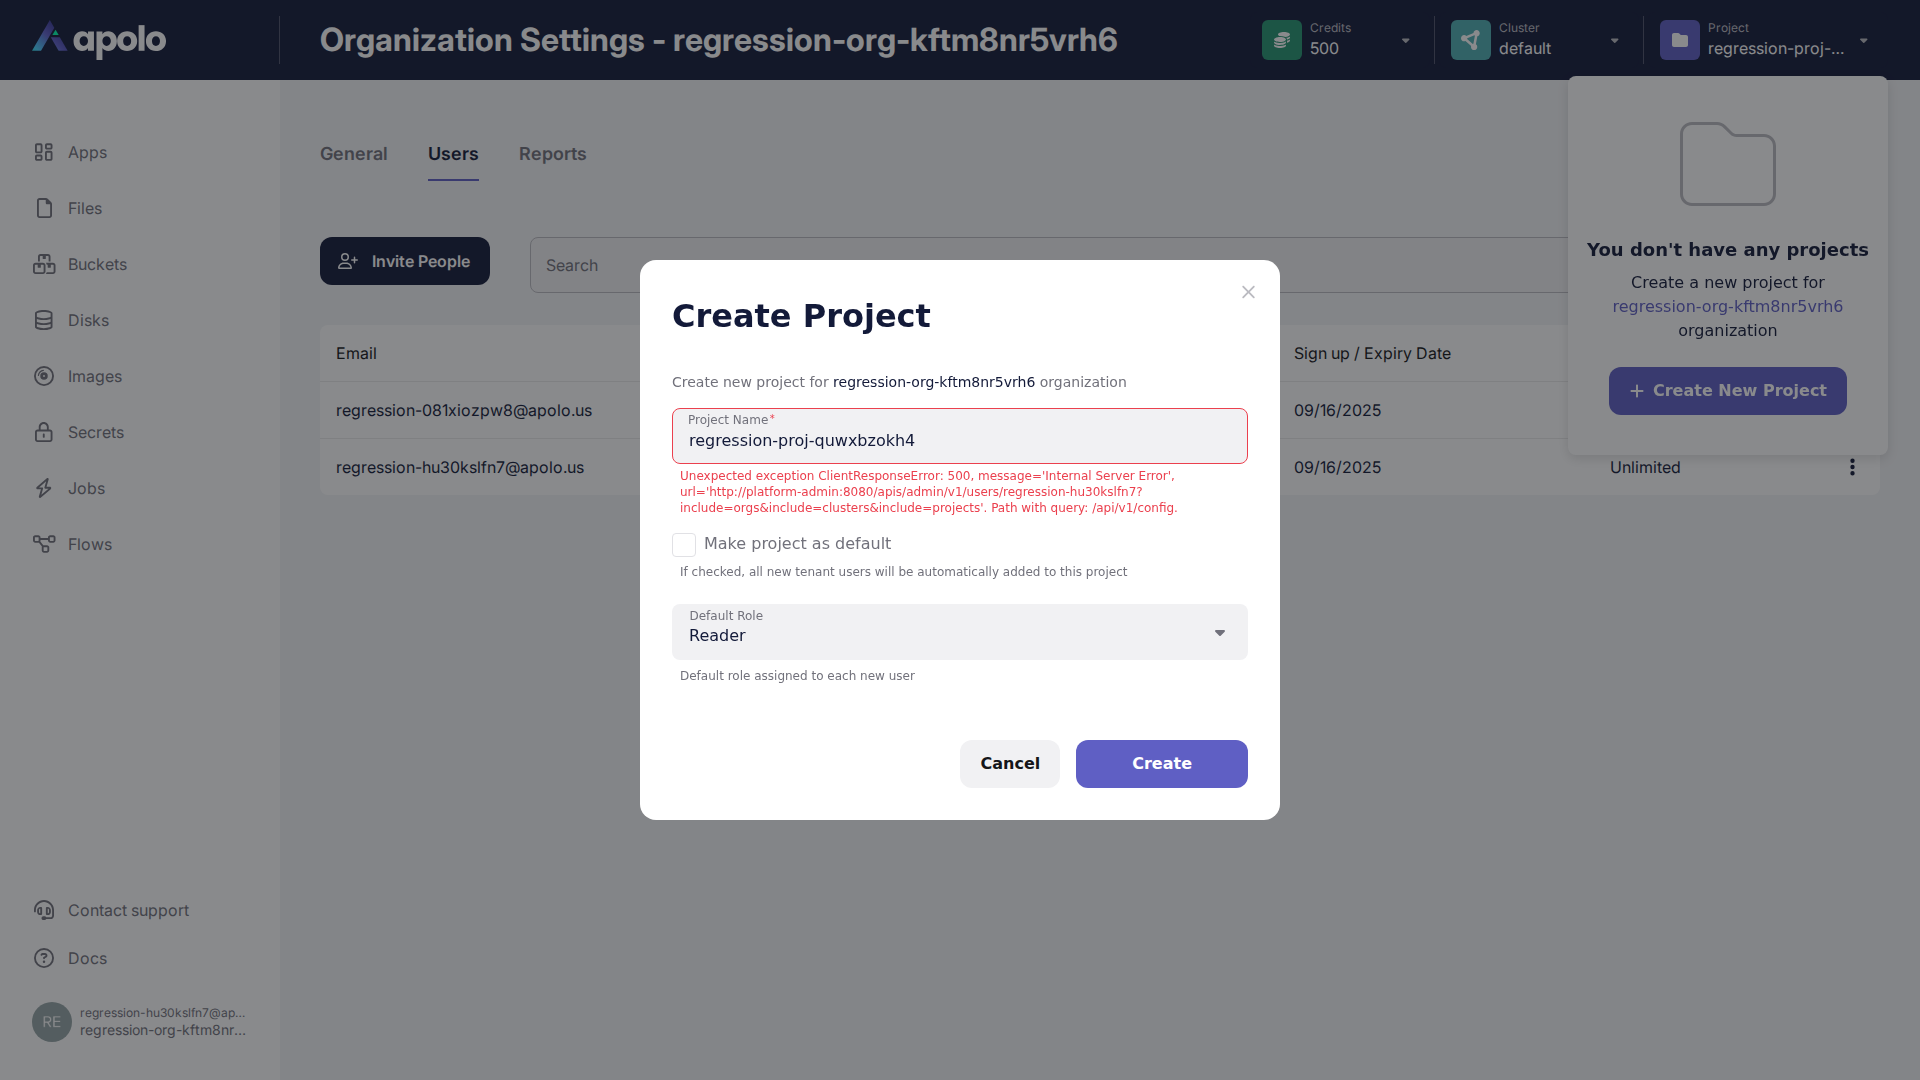 apolo
Organization Settings - regression-org-kftm8nr5vrh6
Credits
500
Cluster
default
Project
regression-proj-...
Apps
Files
Buckets
Disks
Images
Secrets
Jobs
Flows
Contact support
Docs
RE
regression-hu30kslfn7@ap...
regression-org-kftm8nr...
General
Users
Reports
Invite People
Search
Email
Sign up / Expiry Date
regression-081xiozpw8@apolo.us
09/16/2025
regression-hu30kslfn7@apolo.us
09/16/2025
Unlimited
You don't have any projects
Create a new project for
regression-org-kftm8nr5vrh6
organization
Create New Project
Create Project
Create new project for regression-org-kftm8nr5vrh6 organization
Project Name*
regression-proj-quwxbzokh4
Unexpected exception ClientResponseError: 500, message='Internal Server Error',
url='http://platform-admin:8080/apis/admin/v1/users/regression-hu30kslfn7?
include=orgs&include=clusters&include=projects'. Path with query: /api/v1/config.
Make project as default
If checked, all new tenant users will be automatically added to this project
Default Role
Reader
Default role assigned to each new user
Cancel
Create